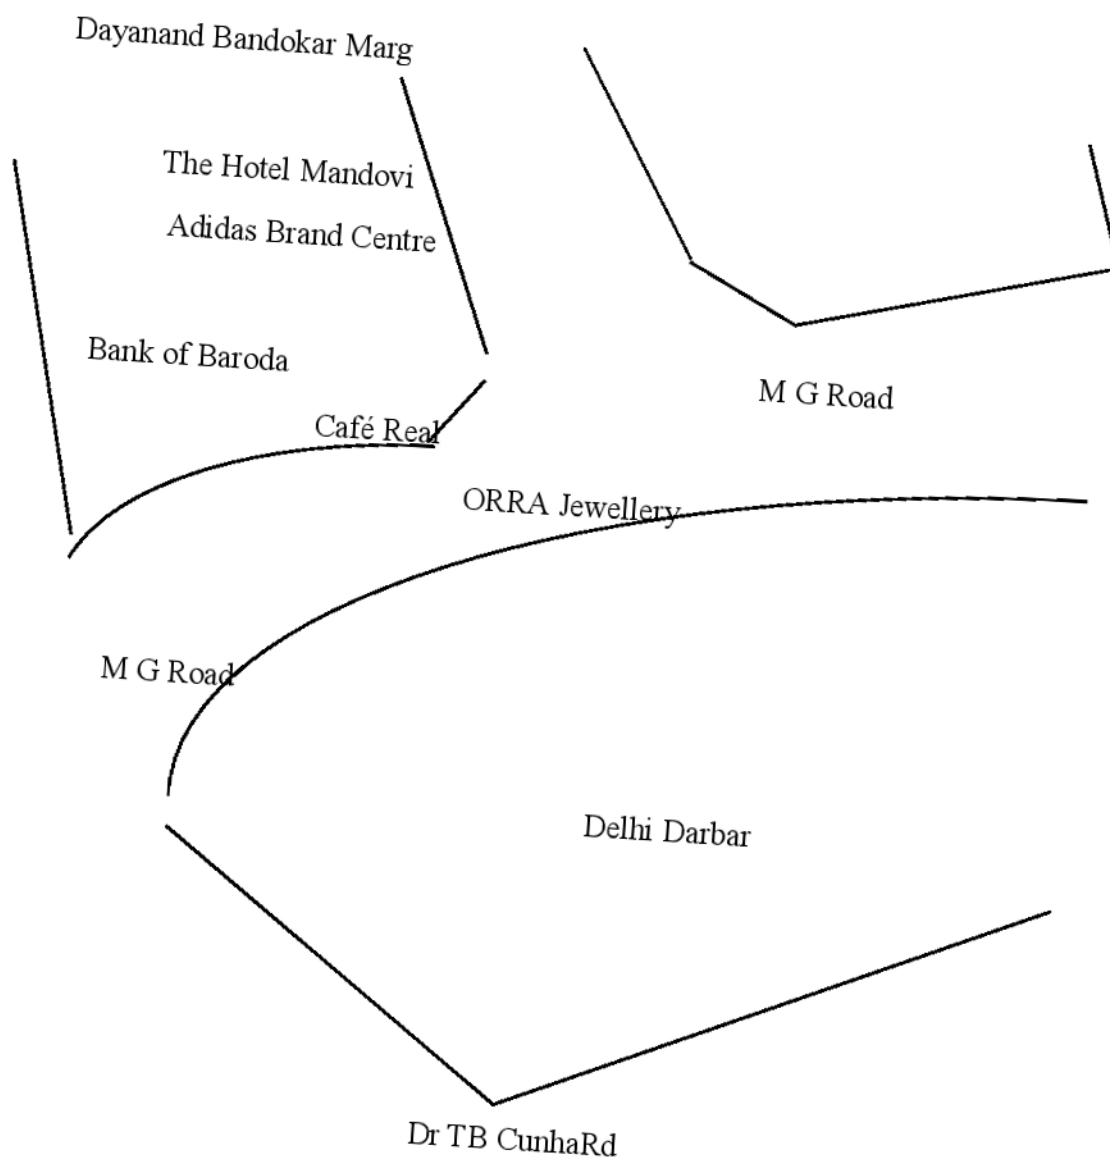 Dayanand Bandokar Marg
The Hotel Mandovi
Adidas Brand Centre
Bank of Baroda
M G Road
Café Real
ORRA Jewellery
M G Road
Delhi Darbar
Dr TB CunhaRd